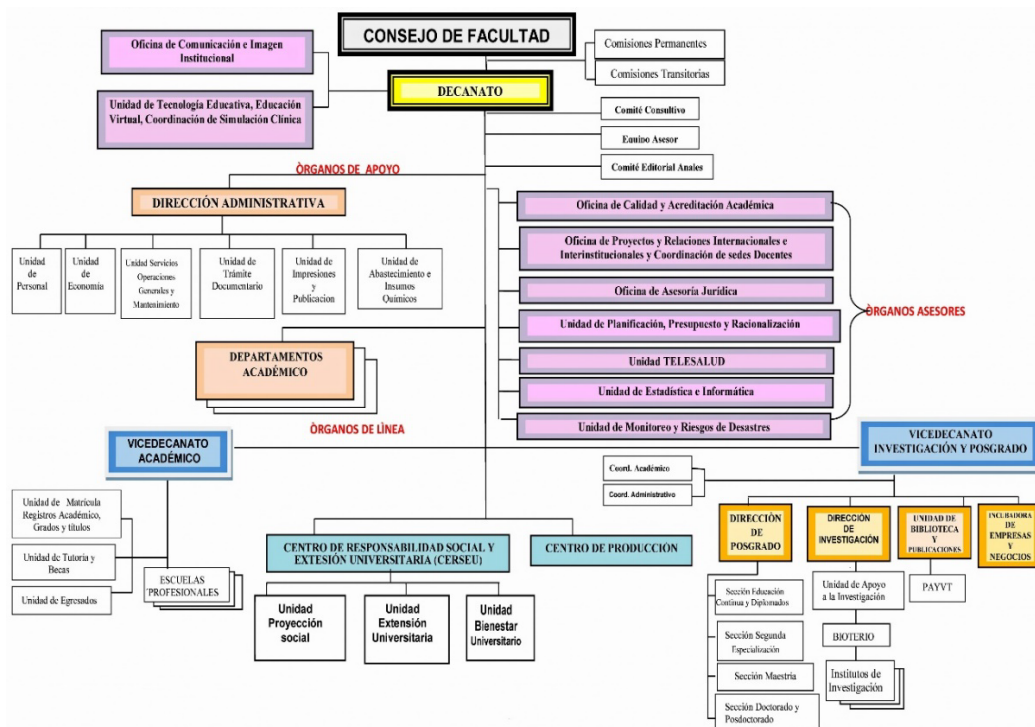 CONSEJO DE FACULTAD
Oficina de Comunicación e Imagen
Institucional
Comisiones Permanentes
Comisiones Transitorias
DECANATO
Unidad de Tecnología Educativa, Educación
Virtual, Coordinación de Simulación Clínica
Comité Consultivo
Equipo Asesor
Comité Editorial Anales
ÒRGANOS DE APOYO
DIRECCIÓN ADMINISTRATIVA
Unidad
de
Personal
Unidad
de
Economía
Unidad Servicios
Operaciones
Generales y
Mantenimiento
Unidad de
Trámite
Documentario
Unidad de
Impresiones
y
Publicacion
Unidad de
Abastecimiento e
Insumos
Químicos
Oficina de Calidad y Acreditación Académica
Oficina de Proyectos y Relaciones Internacionales e
Interinstitucionales y Coordinación de sedes Docentes
Oficina de Asesoría Jurídica
Unidad de Planificación, Presupuesto y Racionalización
Unidad TELESALUD
Unidad de Estadística e Informática
Unidad de Monitoreo y Riesgos de Desastres
ÒRGANOS ASESORES
DEPARTAMENTOS
ACADÉMICO
ÒRGANOS DE LÌNEA
VICEDECANATO
ACADÉMICO
VICEDECANATO
INVESTIGACIÓN Y POSGRADO
Coord. Académico
Coord. Administrativo
Unidad de Matrícula
Registros Académico,
Grados y títulos
Unidad de Tutoría y
Becas
Unidad de Egresados
ESCUELAS
PROFESIONALES
CENTRO DE RESPONSABILIDAD SOCIAL Y
EXTESIÓN UNIVERSITARIA (CERSEU)
CENTRO DE PRODUCCIÓN
Unidad
Proyección
social
Unidad
Extensión
Universitaria
Unidad
Bienestar
Universitario
DIRECCIÒN
DE
POSGRADO
DIRECCIÓN
DE
INVESTIGACIÓN
UNIDAD DE
BIBLIOTECA
Y
PUBLICACIONES
INCUBADORA
DE
EMPRESAS
Y
NEGOCIOS
Sección Educación
Continua y Diplomados
Sección Segunda
Especialización
Sección Maestría
Sección Doctorado y
Posdoctorado
Unidad de Apoyo
a la Investigación
BIOTERIO
Institutos de
Investigación
PAYVT